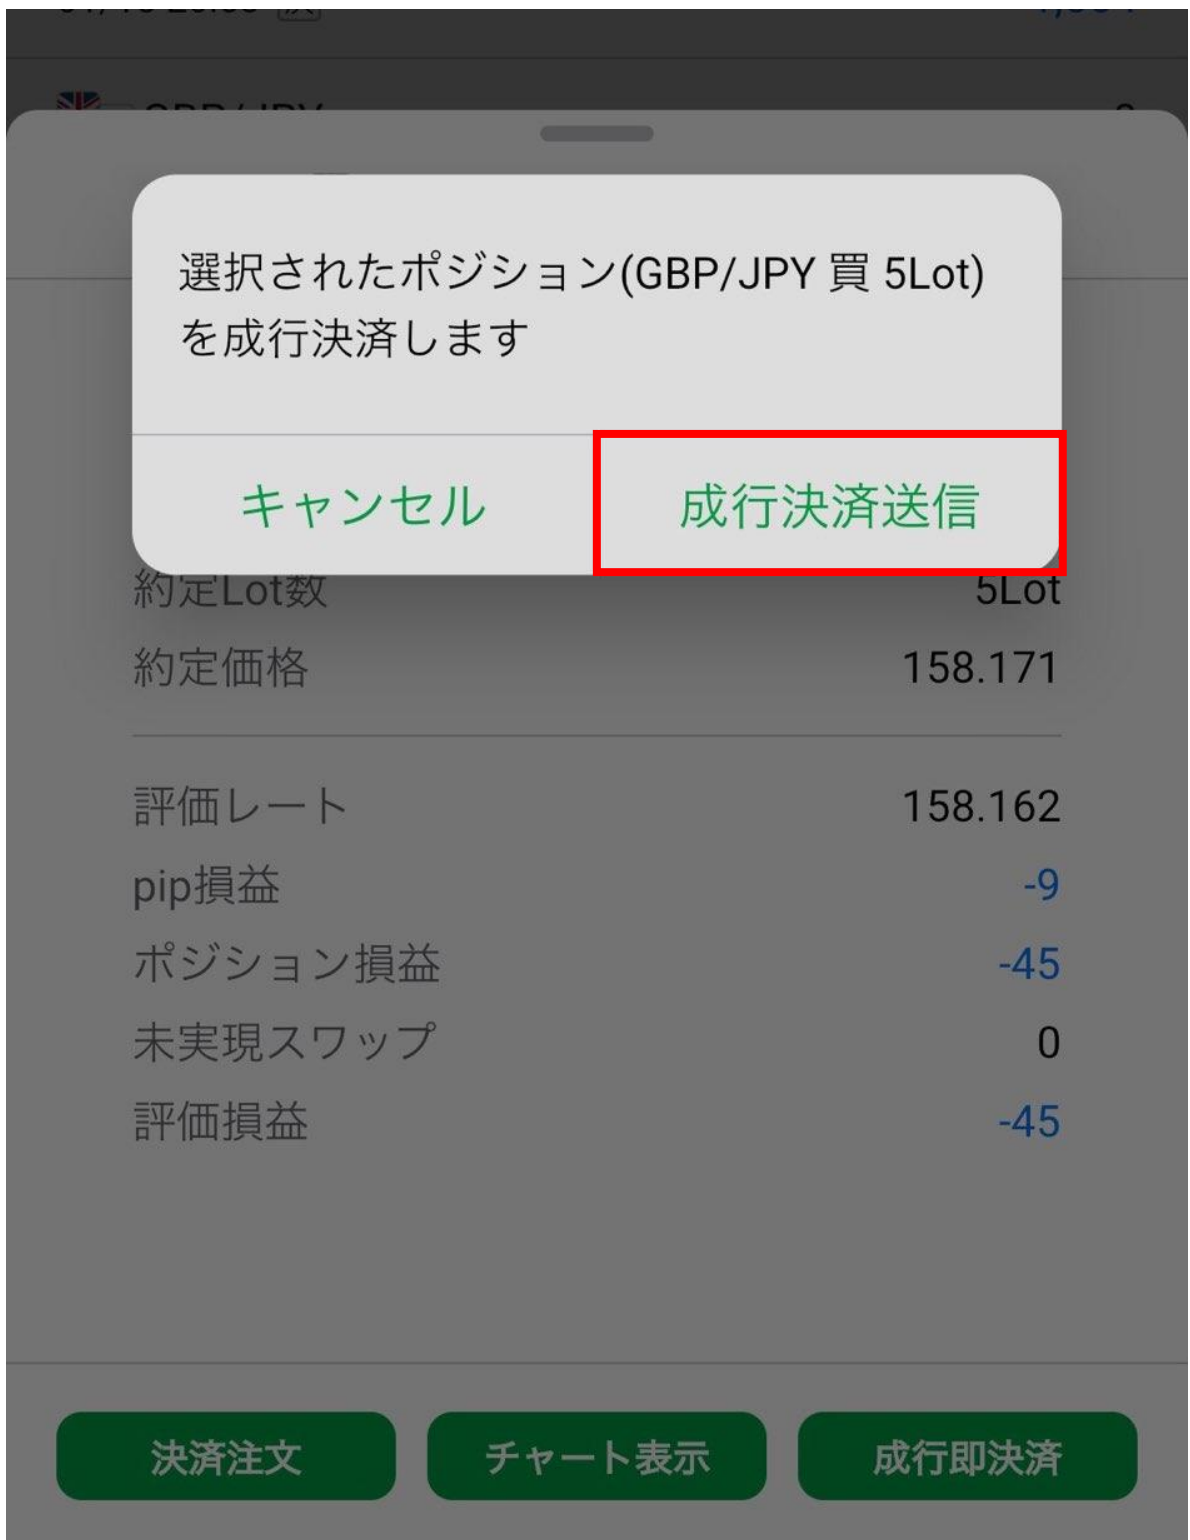 選択されたポジション(GBP/JPY 買 5Lot)
を成行決済します
キャンセル
成行決済送信
約定Lot数
5Lot
約定価格
158.171
評価レート
158.162
pip損益
-9
ポジション損益
-45
未実現スワップ
0
評価損益
-45
決済注文
チャート表示
成行即決済